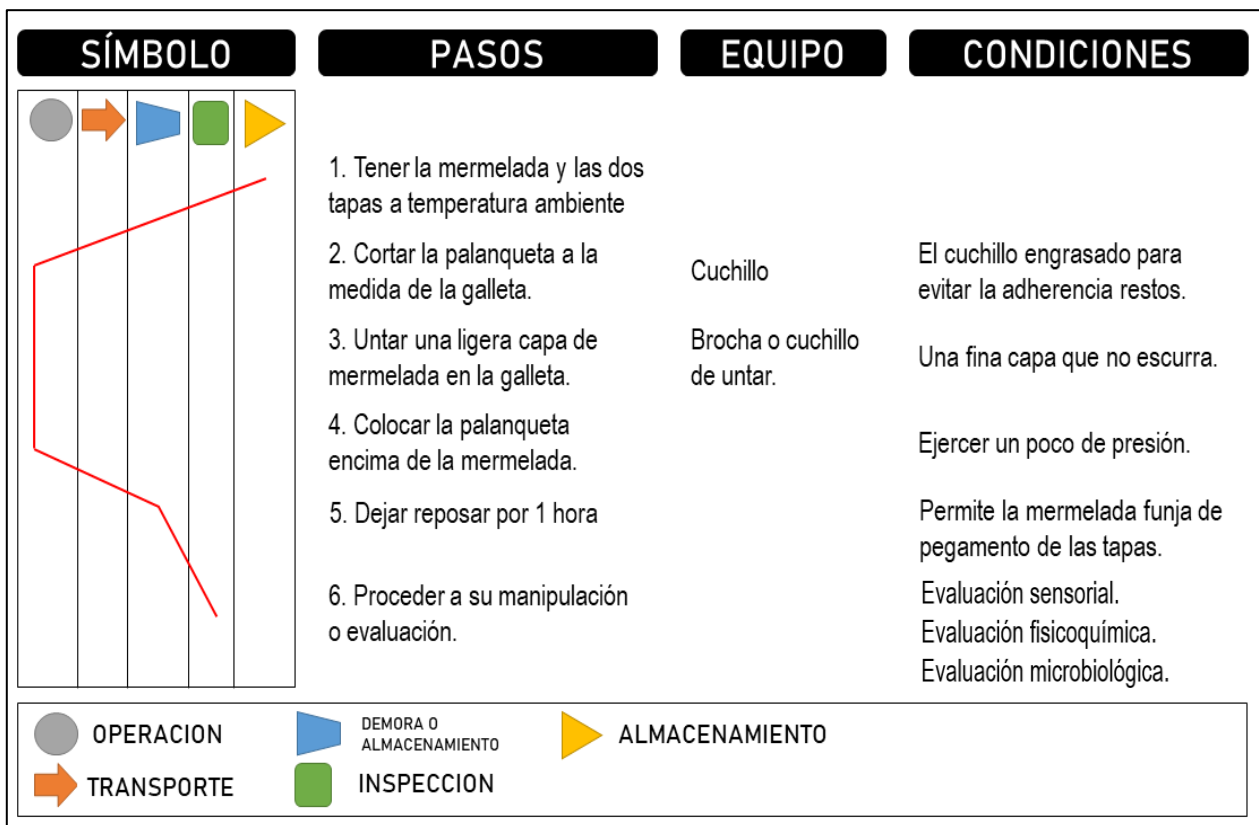 SÍMBOLO
PASOS
EQUIPO
CONDICIONES
1. Tener la mermelada y las dos
tapas a temperatura ambiente
2. Cortar la palanqueta a la
medida de la galleta.
Cuchillo
El cuchillo engrasado para
evitar la adherencia restos.
3. Untar una ligera capa de
mermelada en la galleta.
Brocha o cuchillo
de untar.
Una fina capa que no escurra.
4. Colocar la palanqueta
encima de la mermelada.
Ejercer un poco de presión.
5. Dejar reposar por 1 hora
Permite la mermelada funja de
pegamento de las tapas.
6. Proceder a su manipulación
o evaluación.
Evaluación sensorial.
Evaluación fisicoquímica.
Evaluación microbiológica.
OPERACION
DEMORA O
ALMACENAMIENTO
ALMACENAMIENTO
TRANSPORTE
INSPECCION